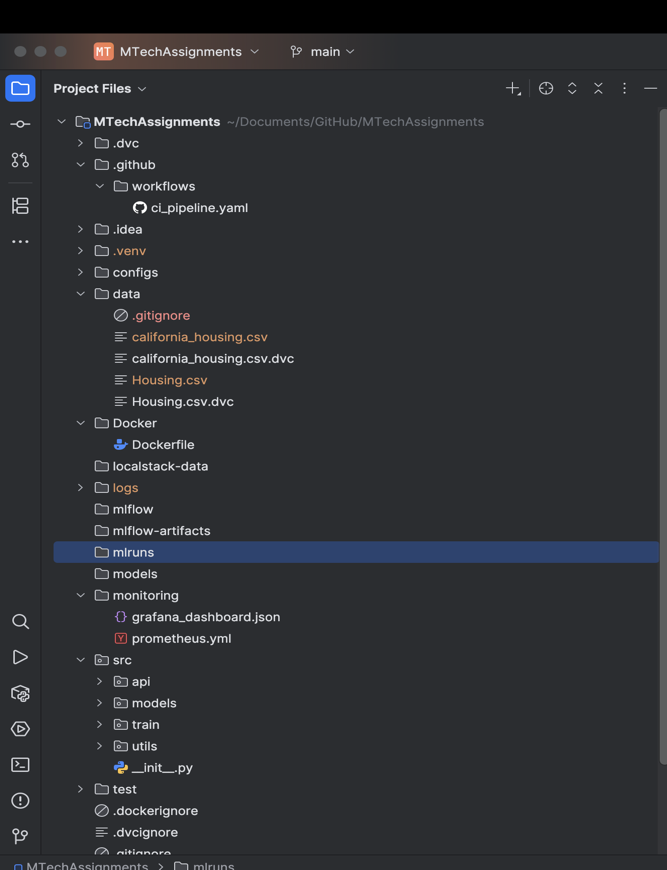 MT MTechAssignments main
Project Files
MTechAssignments ~/Documents/GitHub/MTechAssignments
.dvc
.github
workflows
ci_pipeline.yaml
.idea
.venv
configs
data
.gitignore
california_housing.csv
california_housing.csv.dvc
Housing.csv
Housing.csv.dvc
Docker
Dockerfile
localstack-data
logs
mlflow
mlflow-artifacts
mlruns
models
monitoring
grafana_dashboard.json
prometheus.yml
src
api
models
train
utils
__init__.py
test
.dockerignore
.dvcignore
.gitignore
MTechAssignments > mlruns